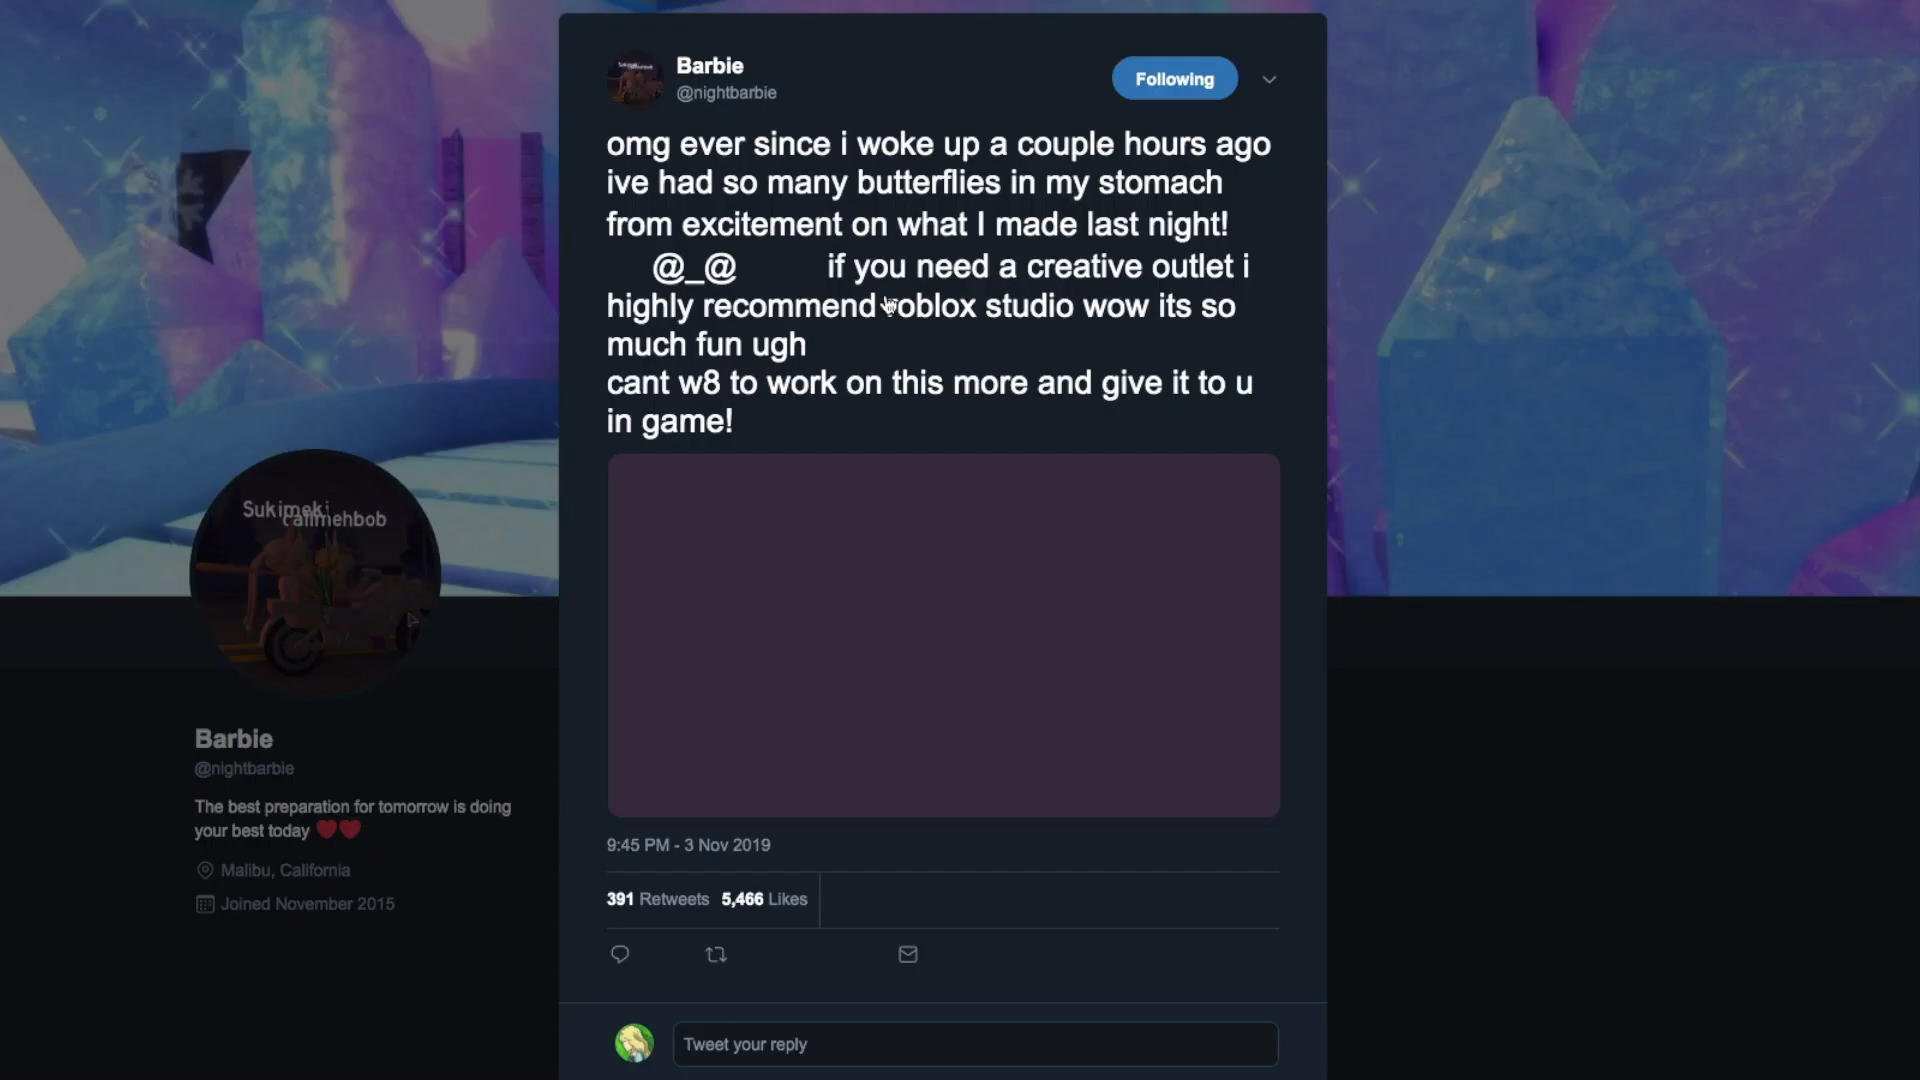 Barbie
@nightbarbie
Following
omg ever since i woke up a couple hours ago
ive had so many butterflies in my stomach
from excitement on what I made last night!
@_@ if you need a creative outlet i
highly recommend roblox studio wow its so
much fun ugh
cant w8 to work on this more and give it to u
in game!
9:45 PM - 3 Nov 2019
391 Retweets 5,466 Likes
Tweet your reply
Sukimeki
callmehbob
Barbie
@nightbarbie
The best preparation for tomorrow is doing
your best today ❤️❤️
Malibu, California
Joined November 2015